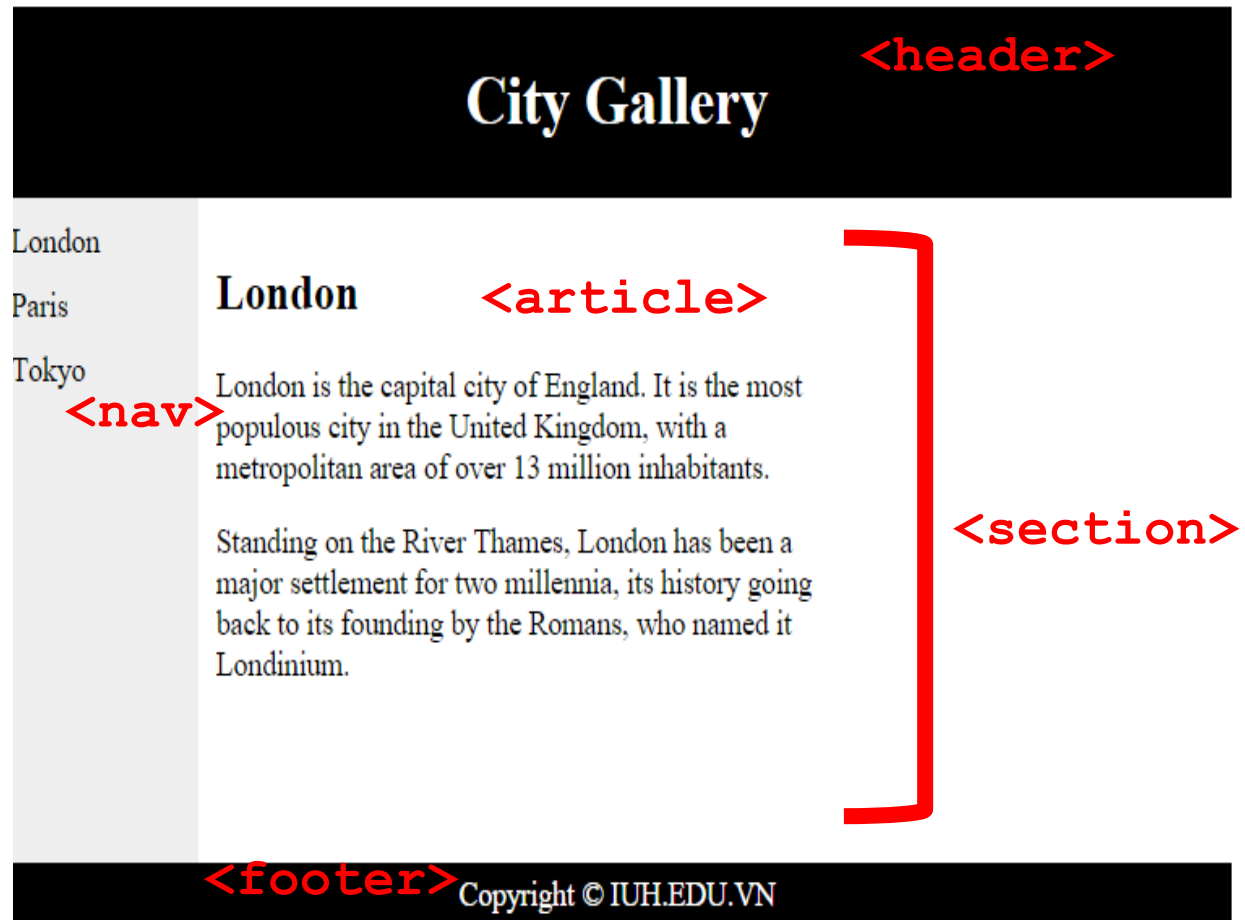 <header>
City Gallery
London
Paris
Tokyo
<nav>
London
<article>
London is the capital city of England. It is the most
populous city in the United Kingdom, with a
metropolitan area of over 13 million inhabitants.
Standing on the River Thames, London has been a
major settlement for two millennia, its history going
back to its founding by the Romans, who named it
Londinium.
<section>
<footer>
Copyright © IUH.EDU.VN